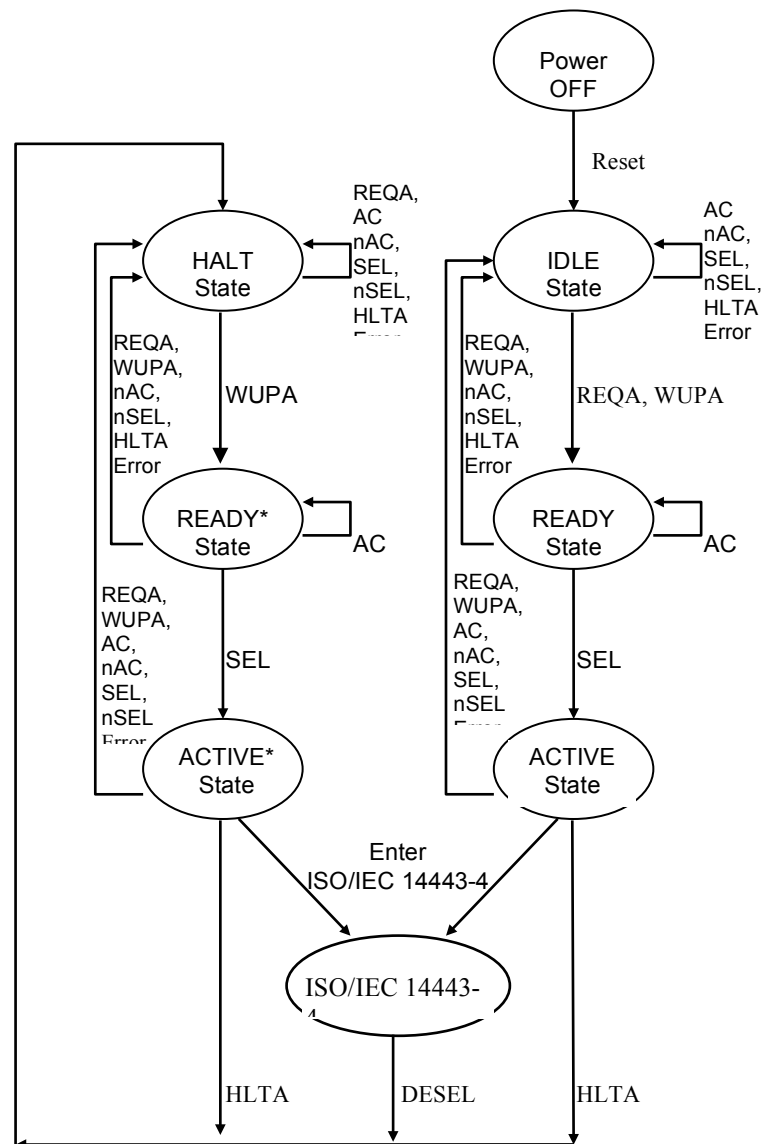 Power
OFF
Reset
HALT
State
REQA,
AC
nAC,
SEL,
nSEL,
HLTA
Error
IDLE
State
AC
nAC,
SEL,
nSEL,
HLTA
Error
REQA,
WUPA,
nAC,
nSEL,
HLTA
Error
WUPA
REQA,
WUPA,
nAC,
nSEL,
HLTA
Error
REQA, WUPA
READY*
State
AC
READY
State
AC
REQA,
WUPA,
AC,
nAC,
SEL,
nSEL
Error
SEL
REQA,
WUPA,
AC,
nAC,
SEL,
nSEL
SEL
ACTIVE*
State
ACTIVE
State
Enter
ISO/IEC 14443-4
ISO/IEC 14443-
4
HLTA
DESEL
HLTA